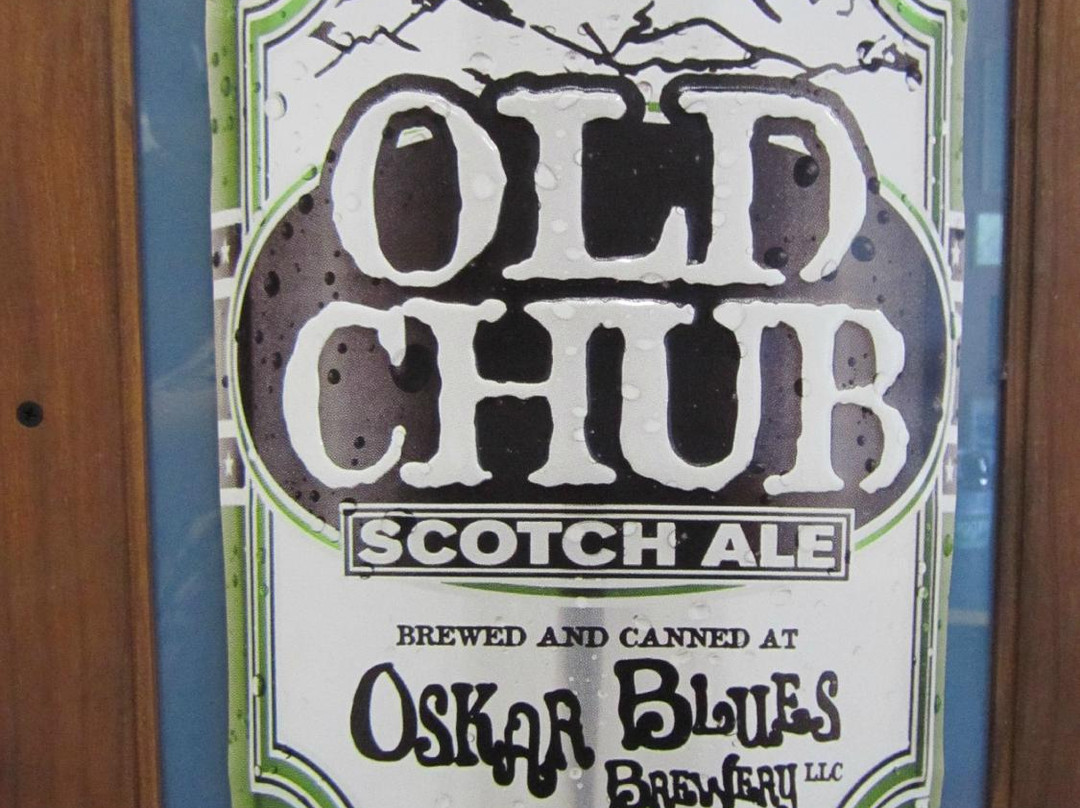 OLD
CHUB
SCOTCH ALE
BREWED AND CANNED AT
OSKAR BLUES
BREWERY LLC